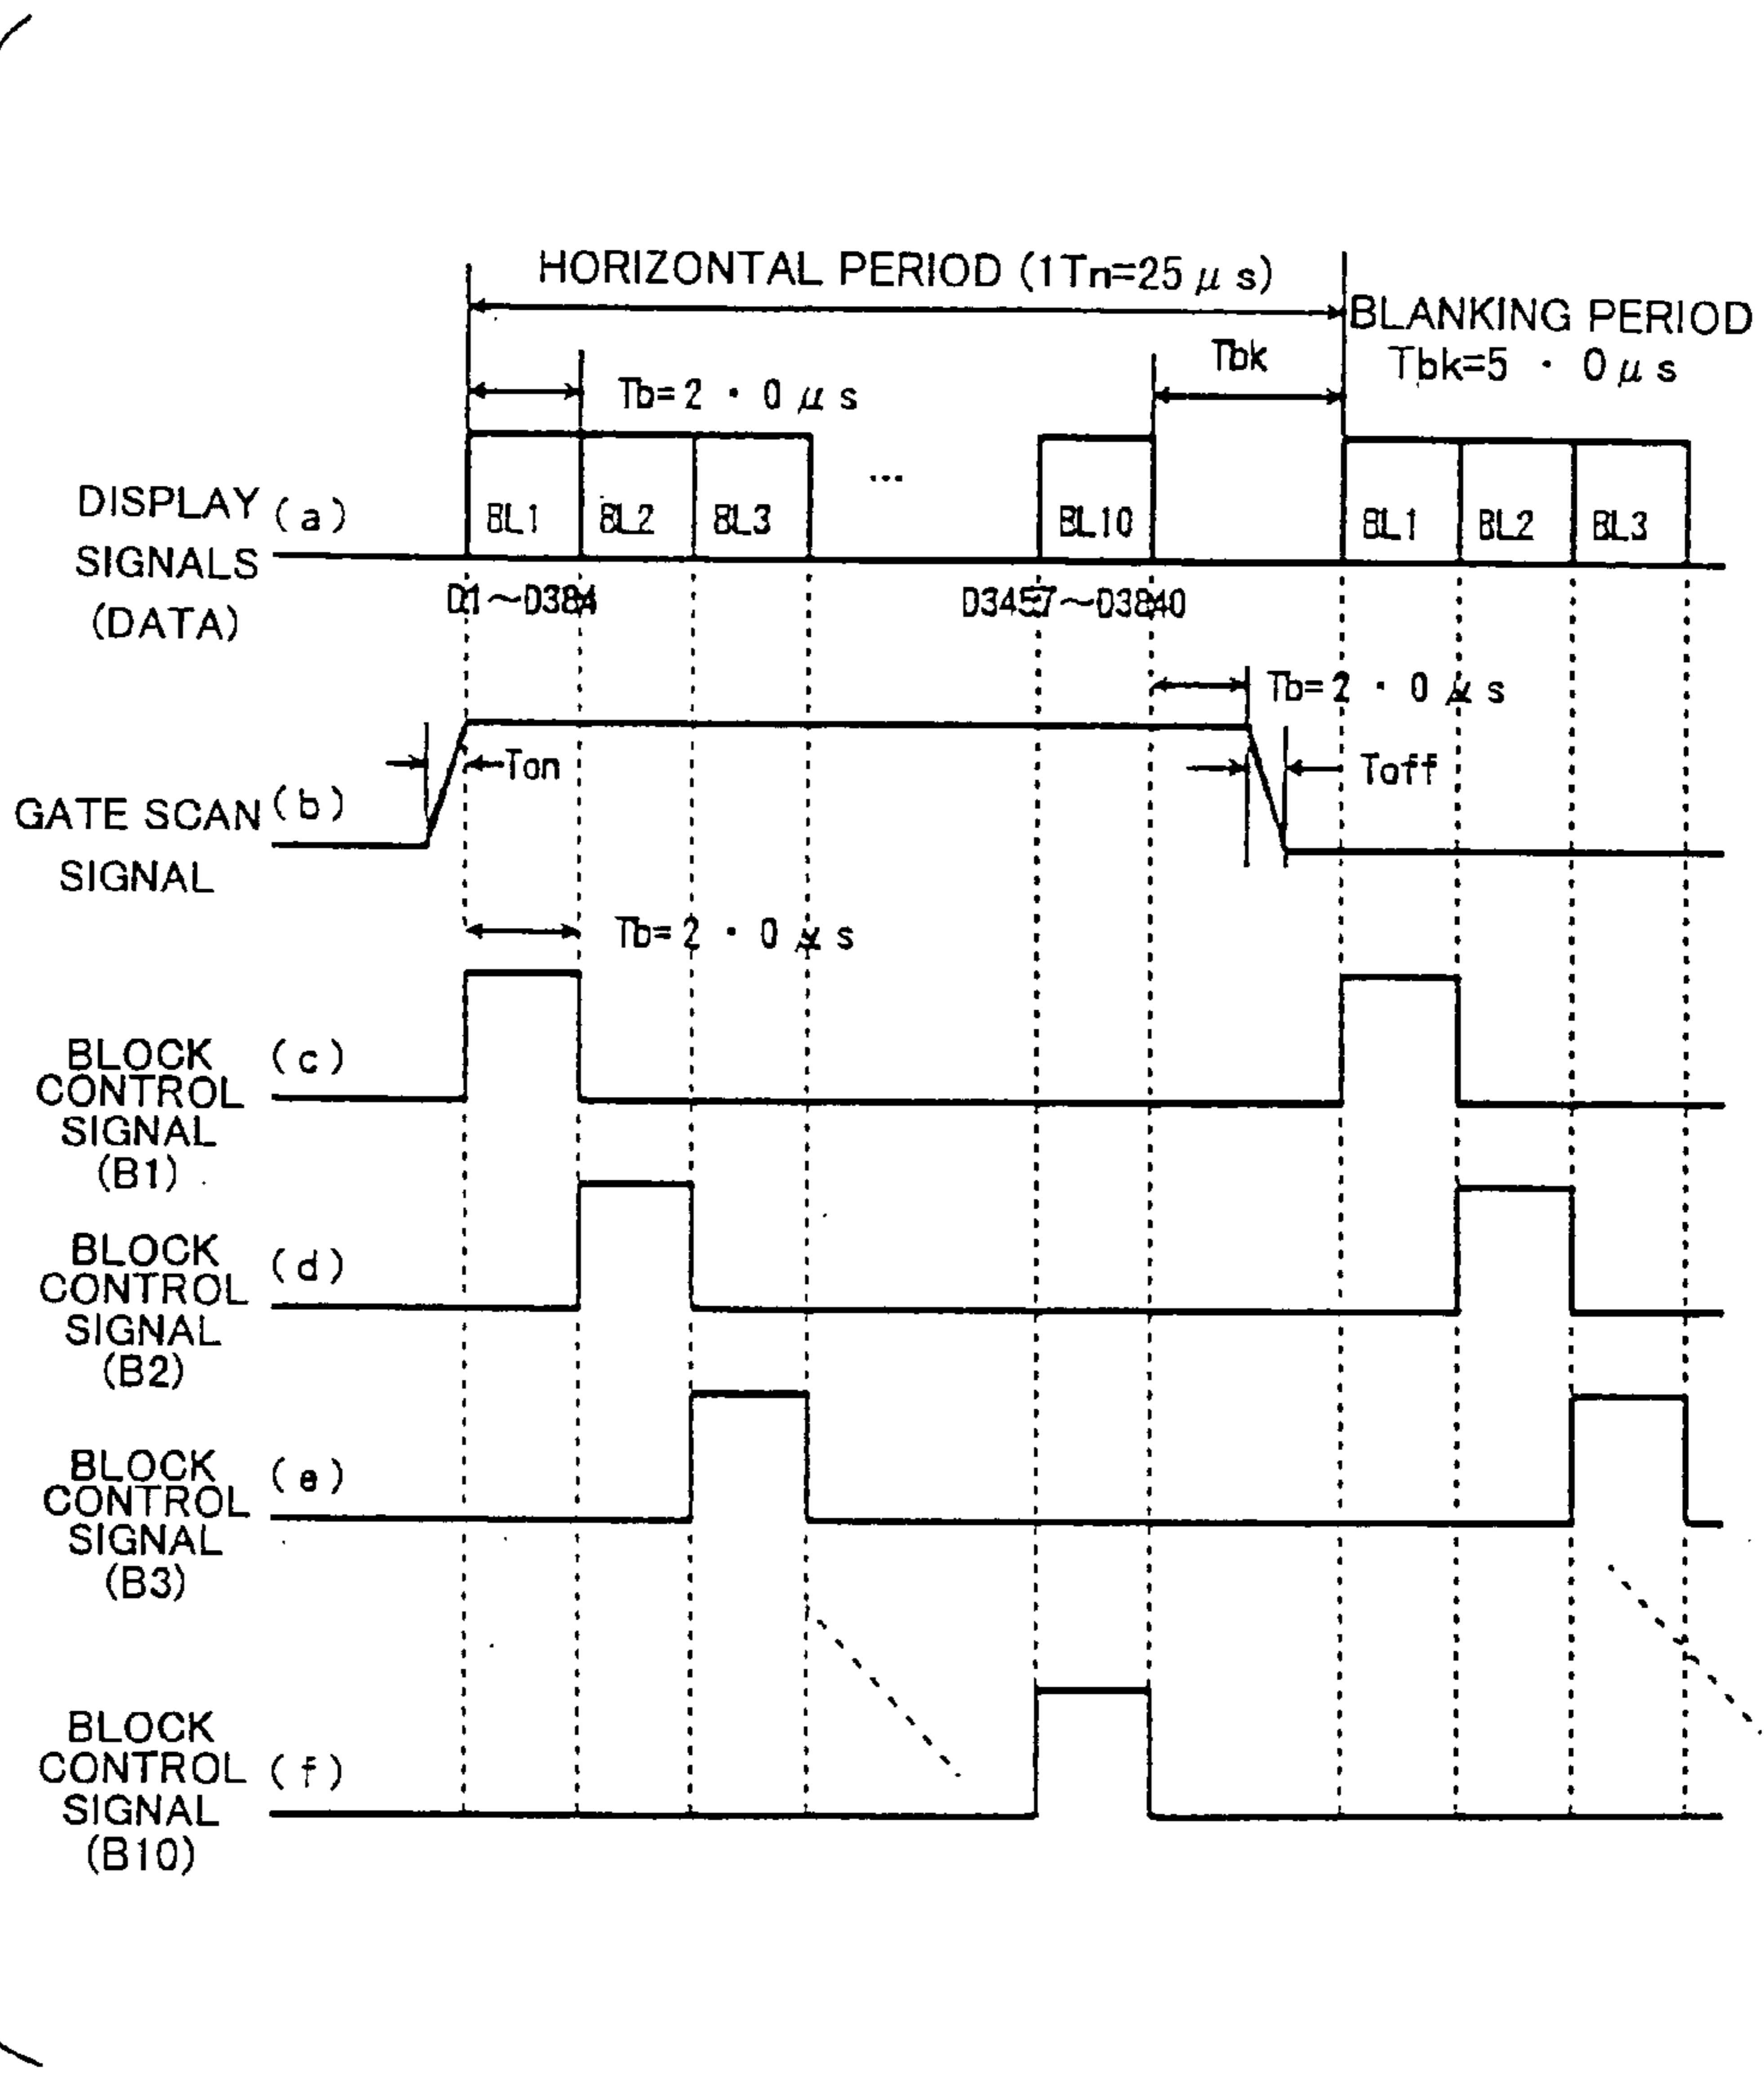 HORIZONTAL PERIOD (1Tn=25 μ s)
BLANKING PERIOD
Tbk=5 · 0 μ s
Tbk
Tb=2 · 0 μ s
DISPLAY (a)
SIGNALS
(DATA)
BL1 BL2 BL3 ... BL10 BL1 BL2 BL3
D1~D384 D3457~D3840
Tb=2 · 0 μ s
Ton Toff
GATE SCAN (b)
SIGNAL
Tb=2 · 0 μ s
BLOCK (c)
CONTROL
SIGNAL
(B1)
BLOCK (d)
CONTROL
SIGNAL
(B2)
BLOCK (e)
CONTROL
SIGNAL
(B3)
BLOCK
CONTROL (f)
SIGNAL
(B10)